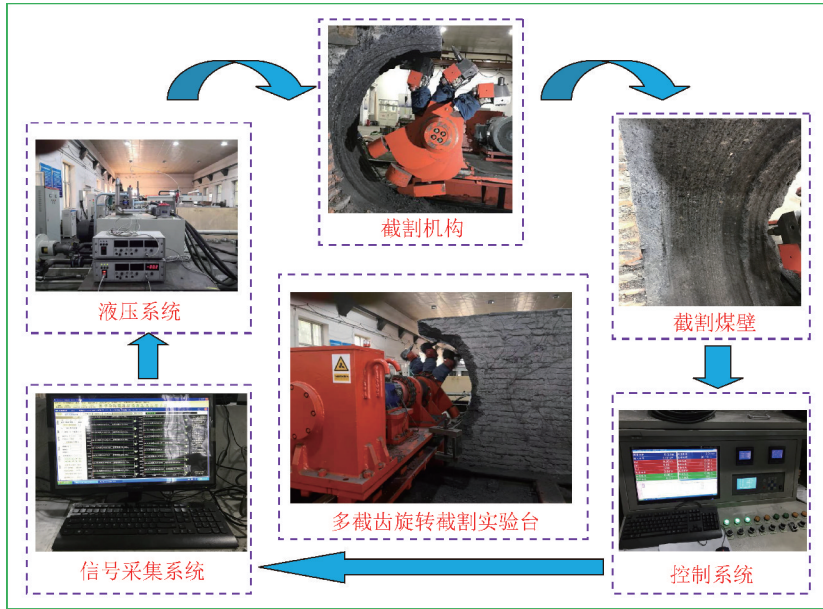 截割机构
液压系统
截割煤壁
多截齿旋转截割实验台
信号采集系统
控制系统